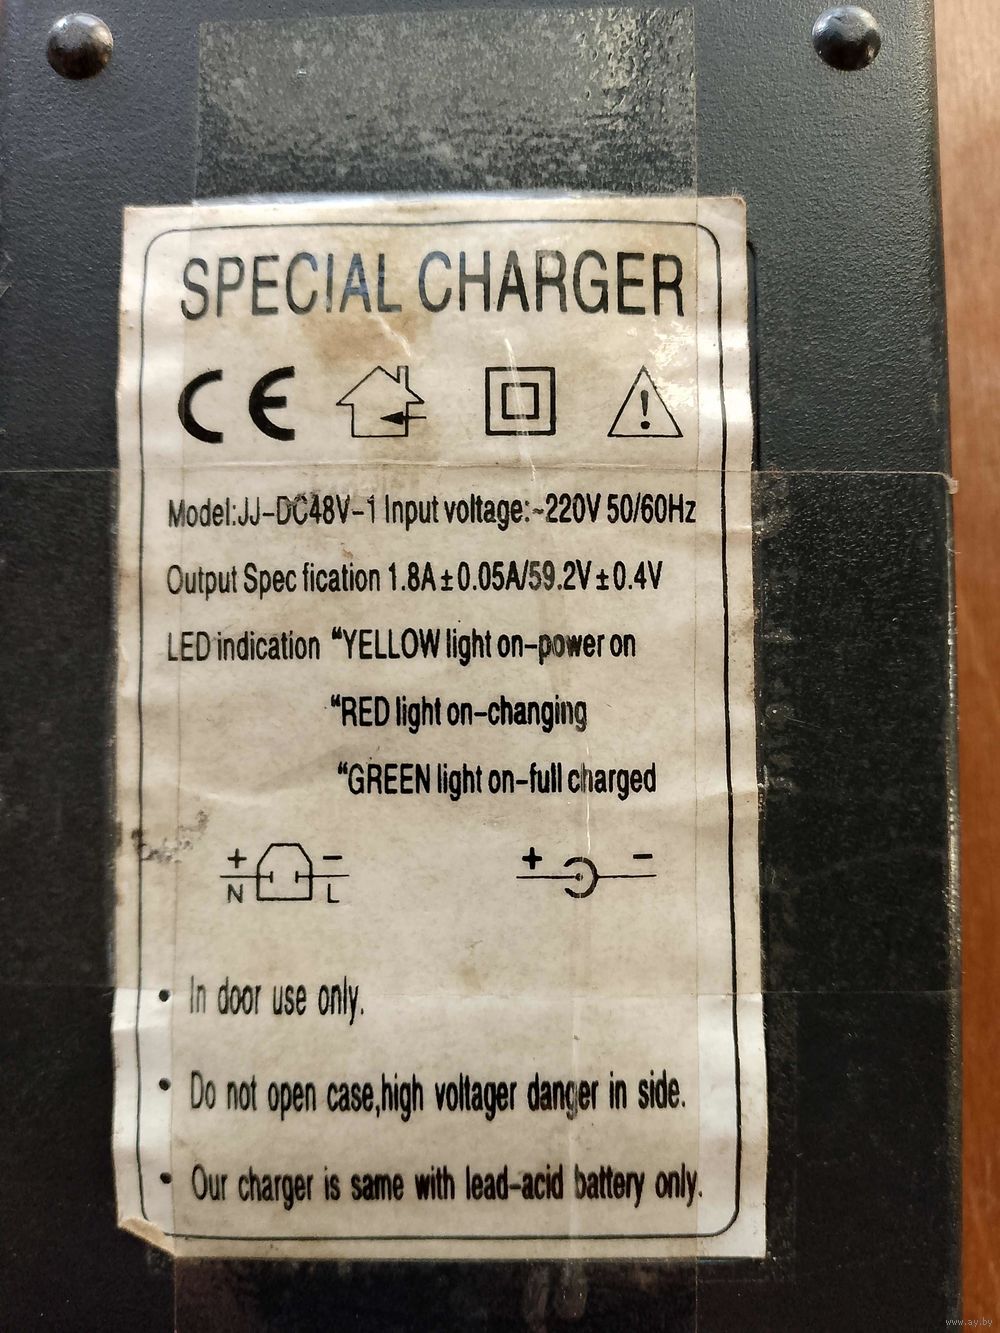 SPECIAL CHARGER
CE
Model:JJ-DC48V-1 Input voltage:~220V 50/60Hz
Output Spec fication 1.8A±0.05A/59.2V±0.4V
LED indication “YELLOW light on-power on
“RED light on-changing
“GREEN light on-full charged
+ - + -
N L
• In door use only.
• Do not open case,high voltager danger in side.
• Our charger is same with lead-acid battery only.
www.ay.by